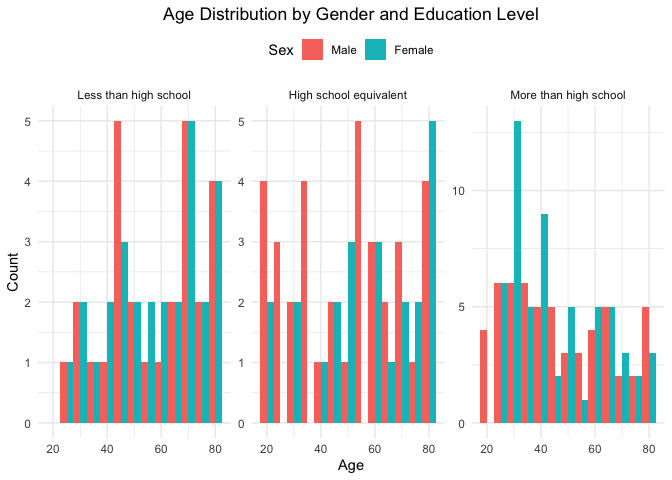 Age Distribution by Gender and Education Level
Sex Male Female
Less than high school
High school equivalent
More than high school
Count
5
4
3
2
1
0
5
4
3
2
1
0
10
5
0
20 40 60 80
20 40 60 80
20 40 60 80
Age